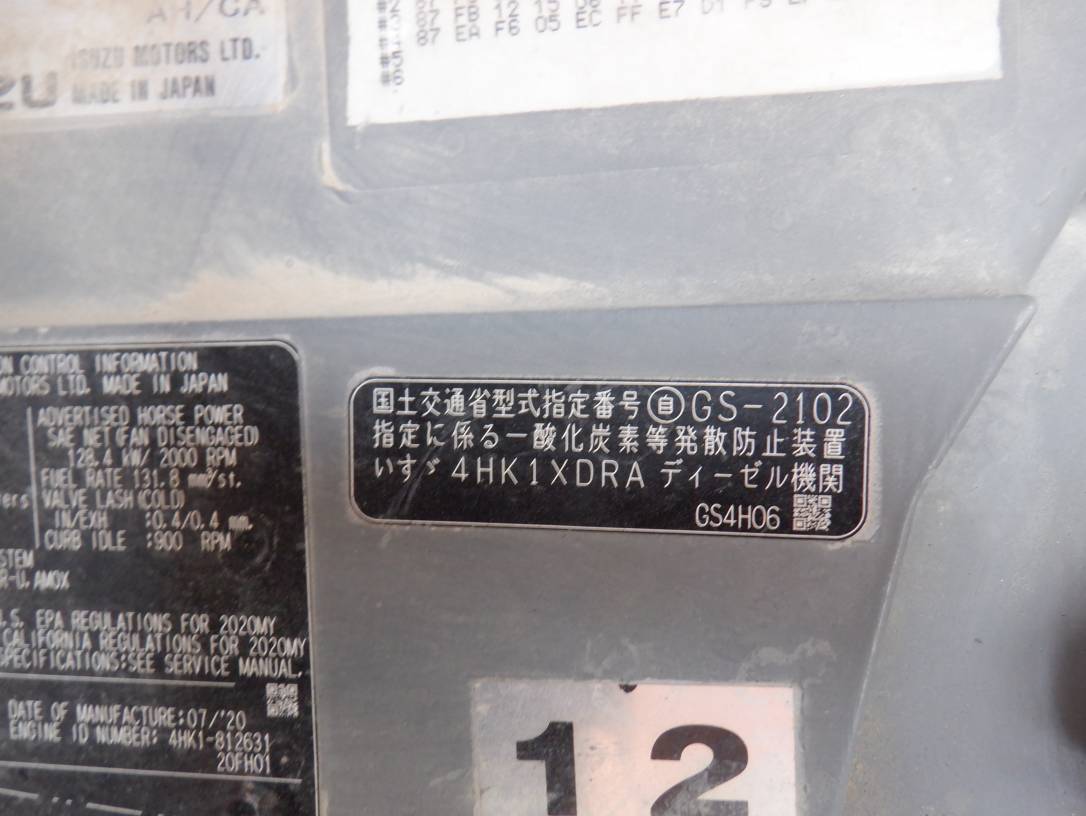 AH/CA
ISUZU MOTORS LTD.
MADE IN JAPAN
87 FB 12 15
87 EA F6 05 EC FF E7 D1 F5
ON CONTROL INFORMATION
MOTORS LTD. MADE IN JAPAN
ADVERTISED HORSE POWER
SAE NET(FAN DISENGAGED)
128.4 kW/ 2000 RPM
FUEL RATE :131.8 mm³/st.
VALVE LASH(COLD)
IN/EXH :0.4/0.4 mm.
CURB IDLE :900 RPM
STEM
R-U, AMOX
U.S. EPA REGULATIONS FOR 2020MY
CALIFORNIA REGULATIONS FOR 2020MY
SPECIFICATIONS:SEE SERVICE MANUAL.
DATE OF MANUFACTURE:07/'20
ENGINE ID NUMBER: 4HK1-812631
20FH01
国土交通省型式指定番号 自 GS-2102
指定に係る一酸化炭素等発散防止装置
いすゞ 4HK1XDRA ディーゼル機関
GS4H06
12